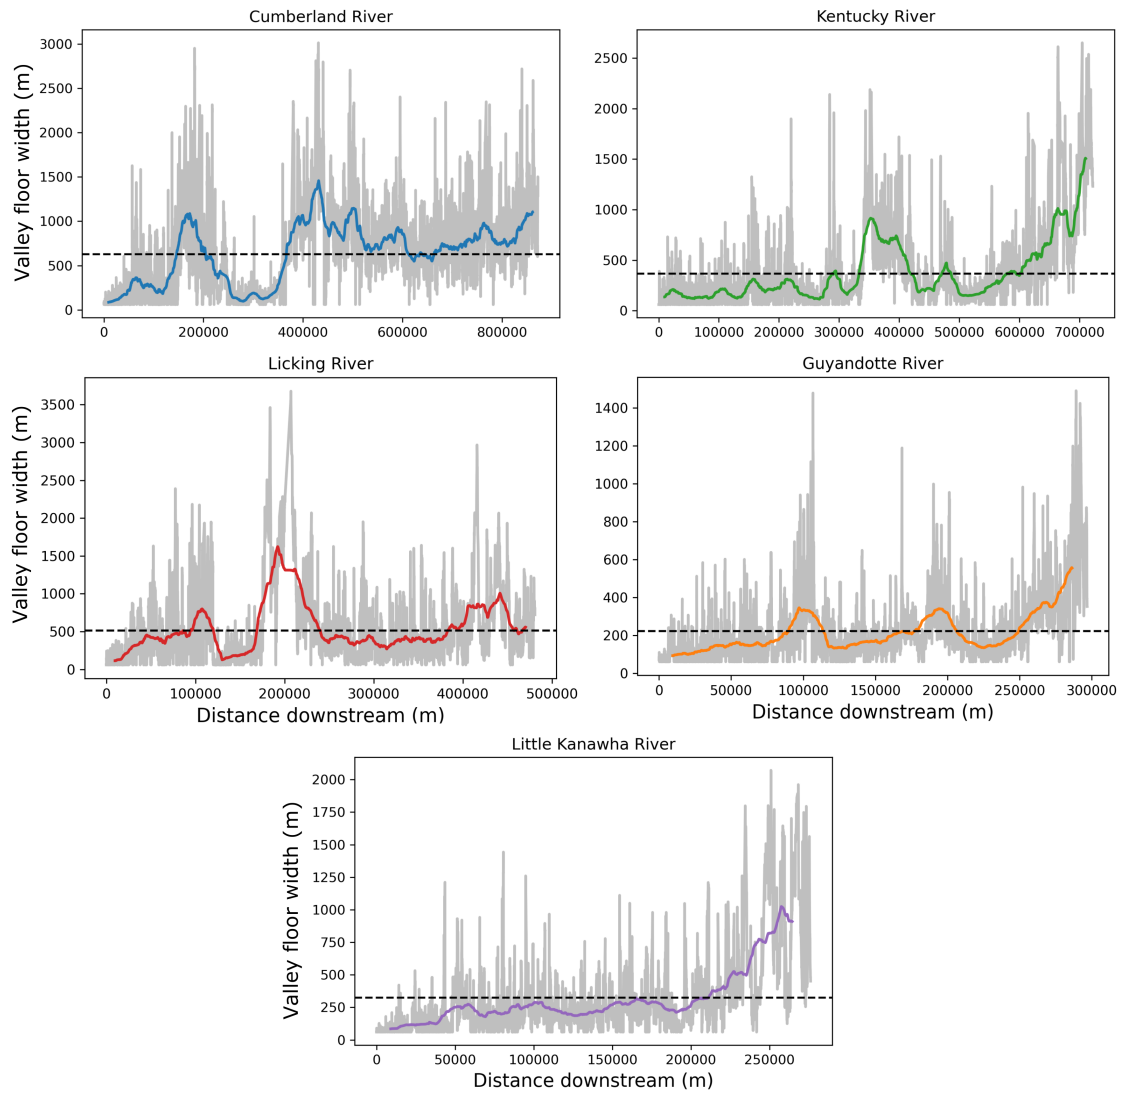 Cumberland River
Valley floor width (m)
3000
2500
2000
1500
1000
500
0
0 200000 400000 600000 800000
Kentucky River
2500
2000
1500
1000
500
0
0 100000 200000 300000 400000 500000 600000 700000
Licking River
Valley floor width (m)
3500
3000
2500
2000
1500
1000
500
0
0 100000 200000 300000 400000 500000
Distance downstream (m)
Guyandotte River
1400
1200
1000
800
600
400
200
0
0 50000 100000 150000 200000 250000 300000
Distance downstream (m)
Little Kanawha River
Valley floor width (m)
2000
1750
1500
1250
1000
750
500
250
0
0 50000 100000 150000 200000 250000
Distance downstream (m)